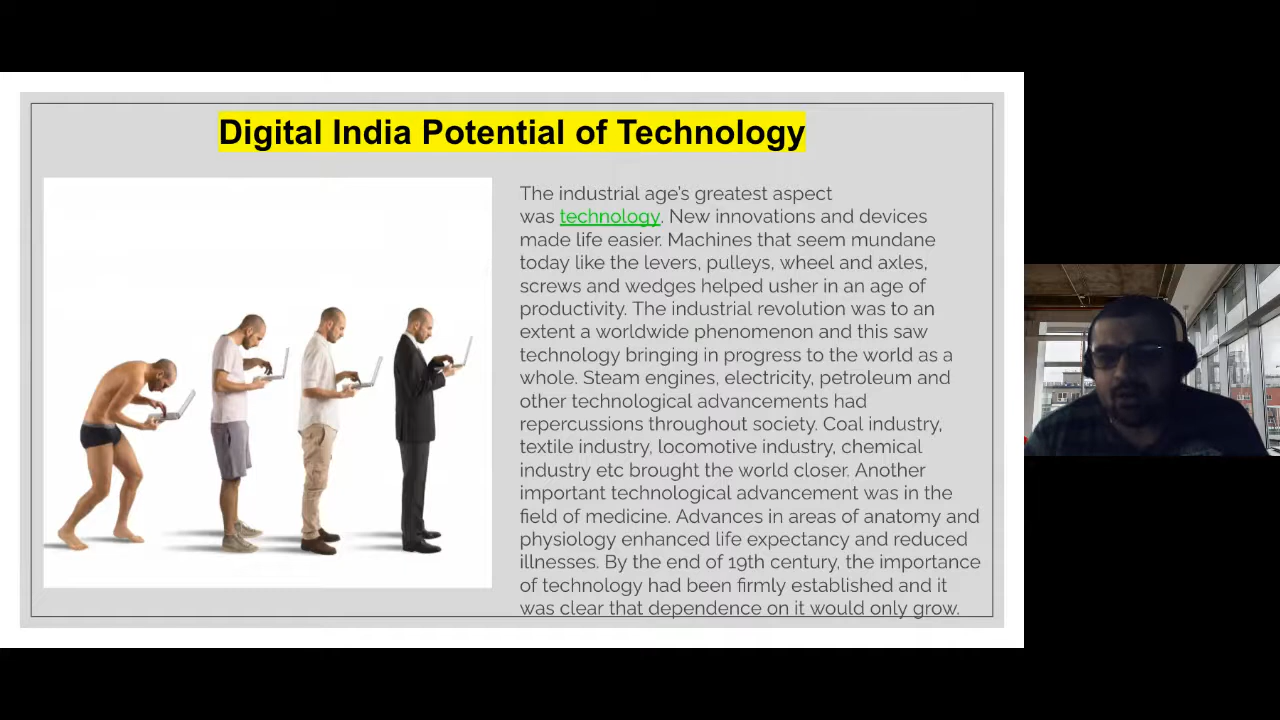 Digital India Potential of Technology
The industrial age's greatest aspect
was technology. New innovations and devices
made life easier. Machines that seem mundane
today like the levers, pulleys, wheel and axles,
screws and wedges helped usher in an age of
productivity. The industrial revolution was to an
extent a worldwide phenomenon and this saw
technology bringing in progress to the world as a
whole. Steam engines, electricity, petroleum and
other technological advancements had
repercussions throughout society. Coal industry,
textile industry, locomotive industry, chemical
industry etc brought the world closer. Another
important technological advancement was in the
field of medicine. Advances in areas of anatomy and
physiology enhanced life expectancy and reduced
illnesses. By the end of 19th century, the importance
of technology had been firmly established and it
was clear that dependence on it would only grow.